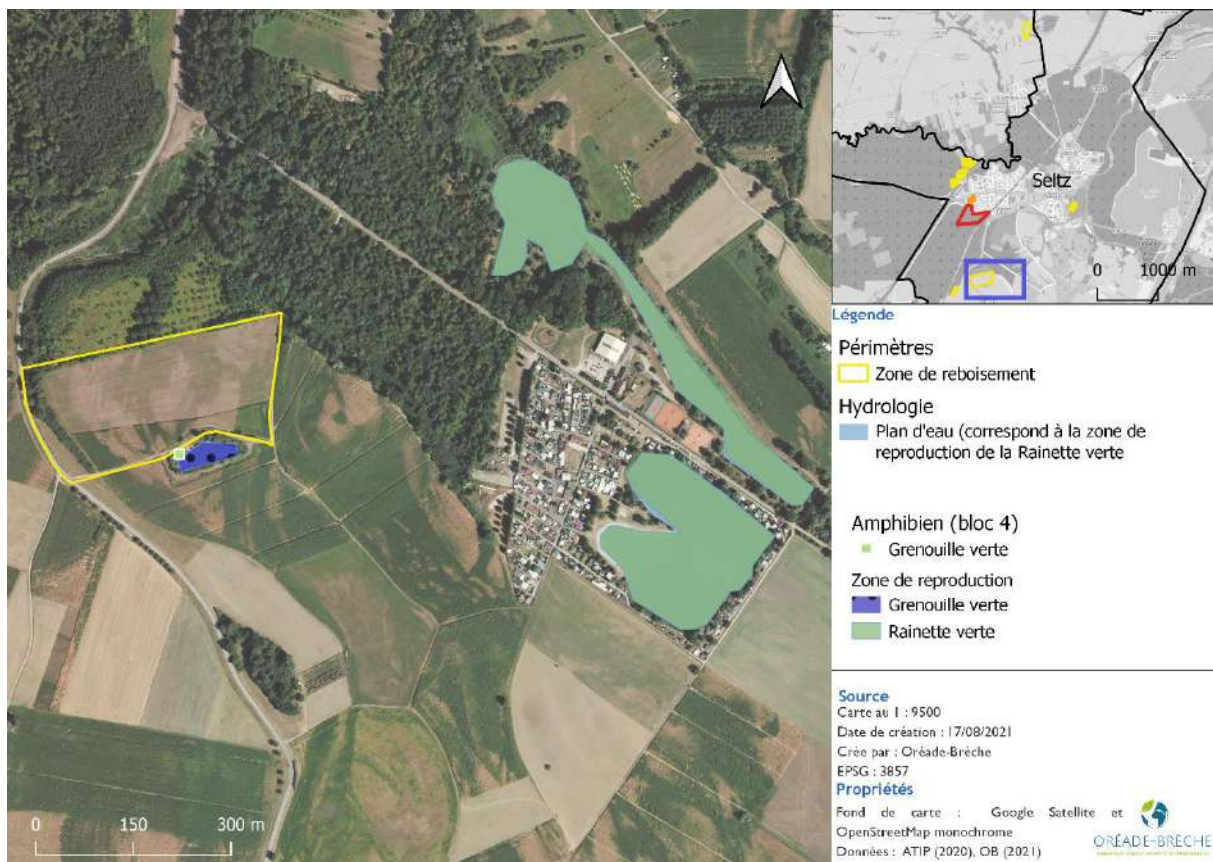 Seltz
0 1000 m
Légende
Périmètres
Zone de reboisement
Hydrologie
Plan d'eau (correspond à la zone de
reproduction de la Rainette verte
Amphibien (bloc 4)
Grenouille verte
Zone de reproduction
Grenouille verte
Rainette verte
Source
Carte au 1 : 9500
Date de création : 17/08/2021
Crée par : Oréade-Brèche
EPSG : 3857
Propriétés
Fond de carte : Google Satellite et
OpenStreetMap monochrome
Données : ATIP (2020), OB (2021)
ORÉADE-BRÈCHE
0 150 300 m